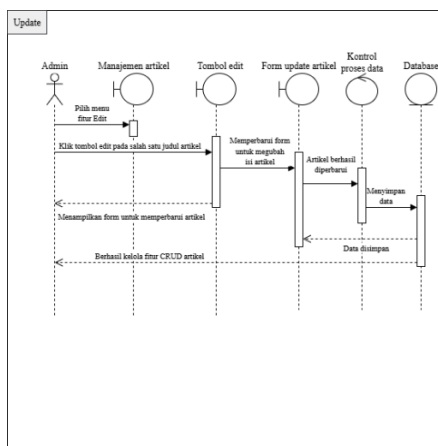 Update
Admin
Manajemen artikel
Tombol edit
Form update artikel
Kontrol
proses data
Database
Pilih menu
fitur Edit
Klik tombol edit pada salah satu judul artikel
Memperbarui form
untuk megubah
isi artikel
Artikel berhasil
diperbarui
Menyimpan
data
Menampilkan form untuk memperbarui artikel
Data disimpan
Berhasil kelola fitur CRUD artikel